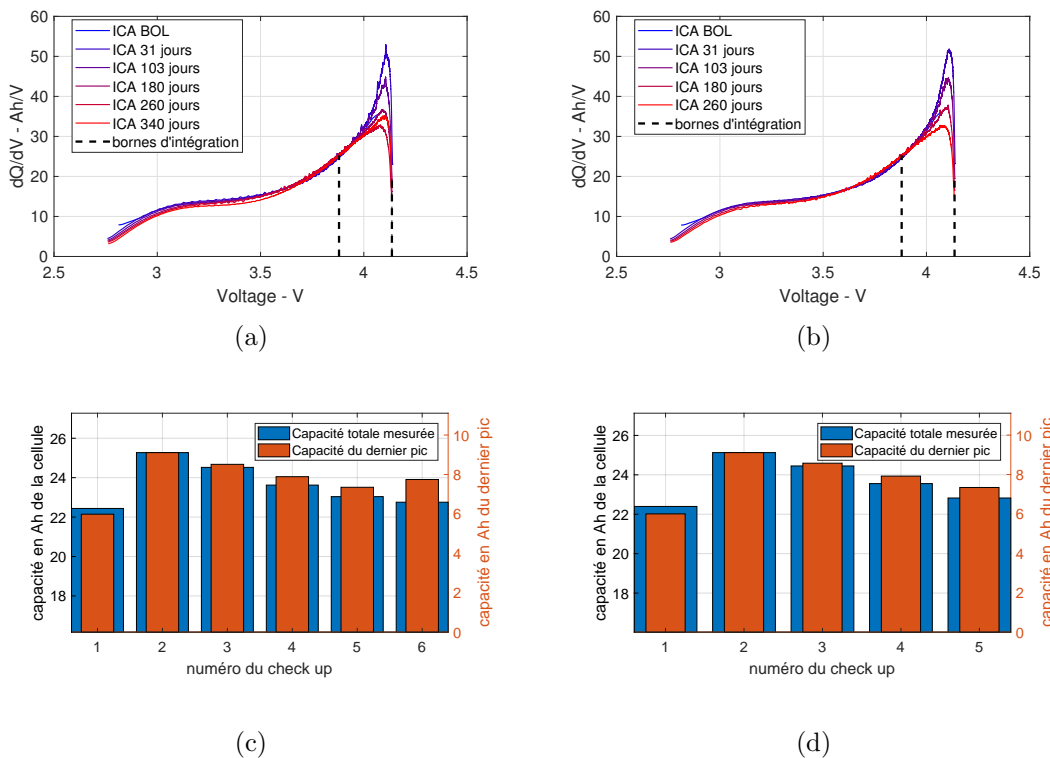 60
50
40
30
20
10
0
dQ/dV - Ah/V
ICA BOL
ICA 31 jours
ICA 103 jours
ICA 180 jours
ICA 260 jours
ICA 340 jours
bornes d'intégration
2.5 3 3.5 4 4.5
Voltage - V
(a)
60
50
40
30
20
10
0
dQ/dV - Ah/V
ICA BOL
ICA 31 jours
ICA 103 jours
ICA 180 jours
ICA 260 jours
bornes d'intégration
2.5 3 3.5 4 4.5
Voltage - V
(b)
capacité en Ah de la cellule
26
24
22
20
18
Capacité totale mesurée
Capacité du dernier pic
10
8
6
4
2
0
capacité en Ah du dernier pic
1 2 3 4 5 6
numéro du check up
(c)
capacité en Ah de la cellule
26
24
22
20
18
Capacité totale mesurée
Capacité du dernier pic
10
8
6
4
2
0
capacité en Ah du dernier pic
1 2 3 4 5
numéro du check up
(d)